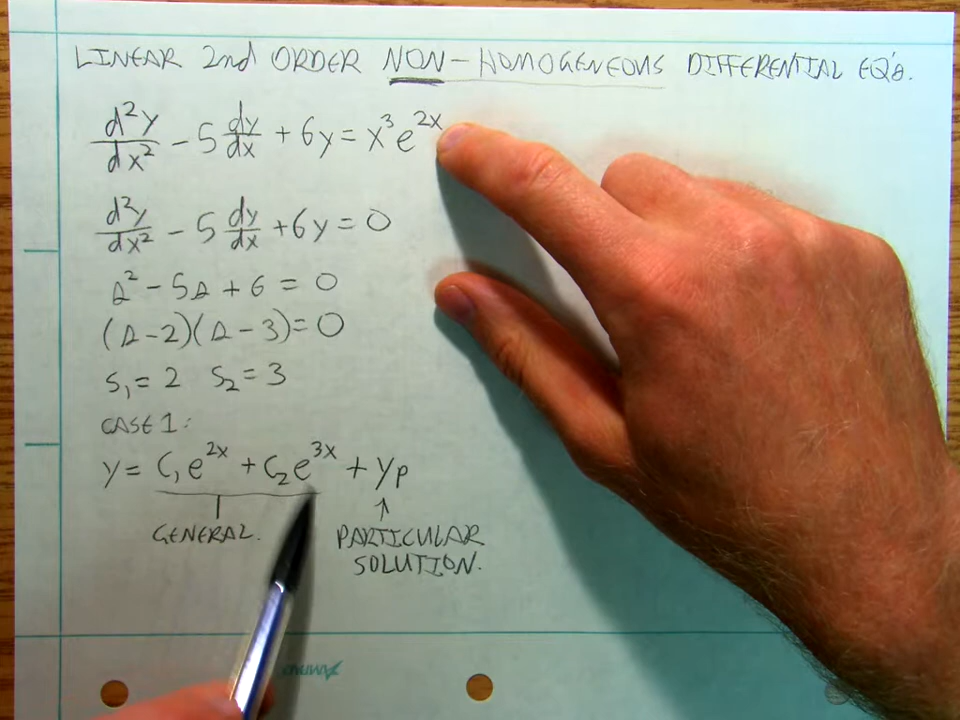 LINEAR 2nd ORDER NON-HOMOGENEOUS DIFFERENTIAL EQ'S.
d²y/dx² - 5 dy/dx + 6y = x³e^2x
d²y/dx² - 5 dy/dx + 6y = 0
s² - 5s + 6 = 0
(s-2)(s-3)=0
S₁ = 2 S₂ = 3
CASE 1:
y = C₁e^2x + C₂e^3x + yp
GENERAL. PARTICULAR
SOLUTION.